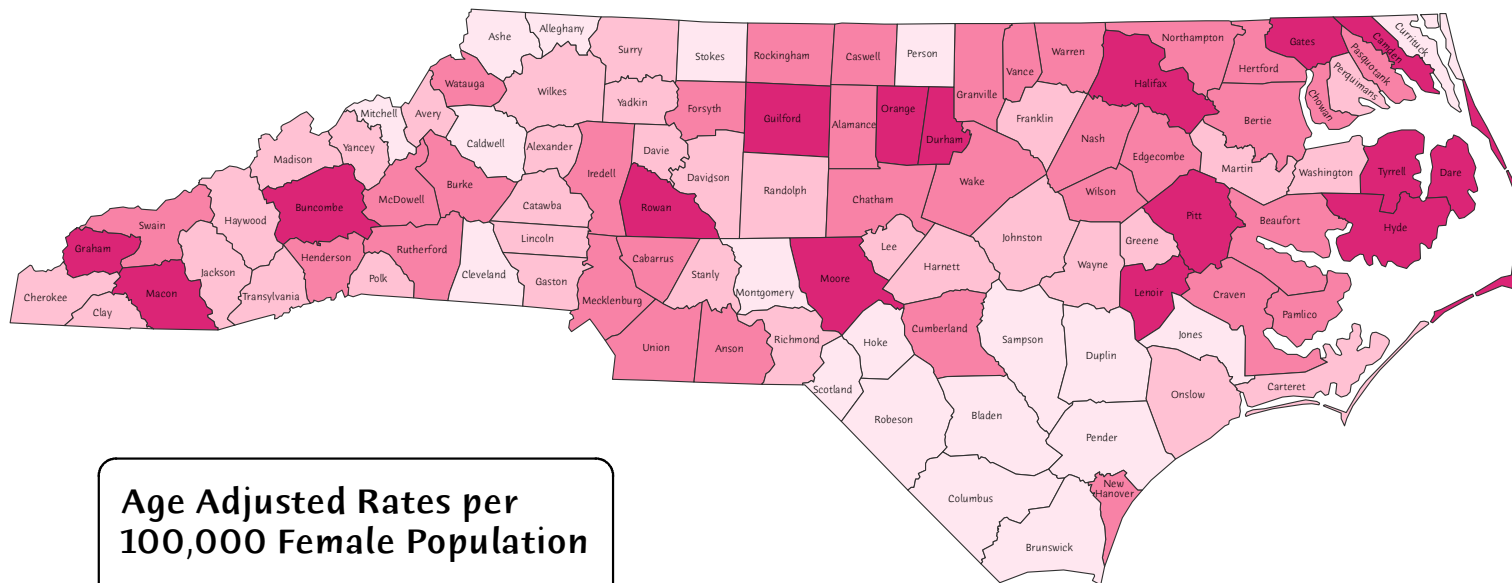 Ashe
Alleghany
Surry
Stokes
Rockingham
Caswell
Person
Granville
Vance
Warren
Northampton
Halifax
Hertford
Gates
Camden
Currituck
Pasquotank
Perquimans
Chowan
Bertie
Watauga
Wilkes
Yadkin
Forsyth
Guilford
Alamance
Orange
Durham
Franklin
Nash
Edgecombe
Martin
Washington
Tyrrell
Dare
Mitchell
Avery
Caldwell
Alexander
Davie
Iredell
Davidson
Randolph
Chatham
Wake
Wilson
Pitt
Beaufort
Hyde
Madison
Yancey
McDowell
Burke
Catawba
Rowan
Johnston
Greene
Swain
Haywood
Buncombe
Rutherford
Lincoln
Cabarrus
Lee
Harnett
Wayne
Lenoir
Craven
Pamlico
Graham
Cherokee
Clay
Macon
Jackson
Transylvania
Henderson
Polk
Cleveland
Gaston
Mecklenburg
Stanly
Montgomery
Moore
Cumberland
Sampson
Duplin
Jones
Carteret
Union
Anson
Richmond
Hoke
Scotland
Robeson
Bladen
Pender
Onslow
Columbus
Brunswick
New
Hanover
Age Adjusted Rates per
100,000 Female Population